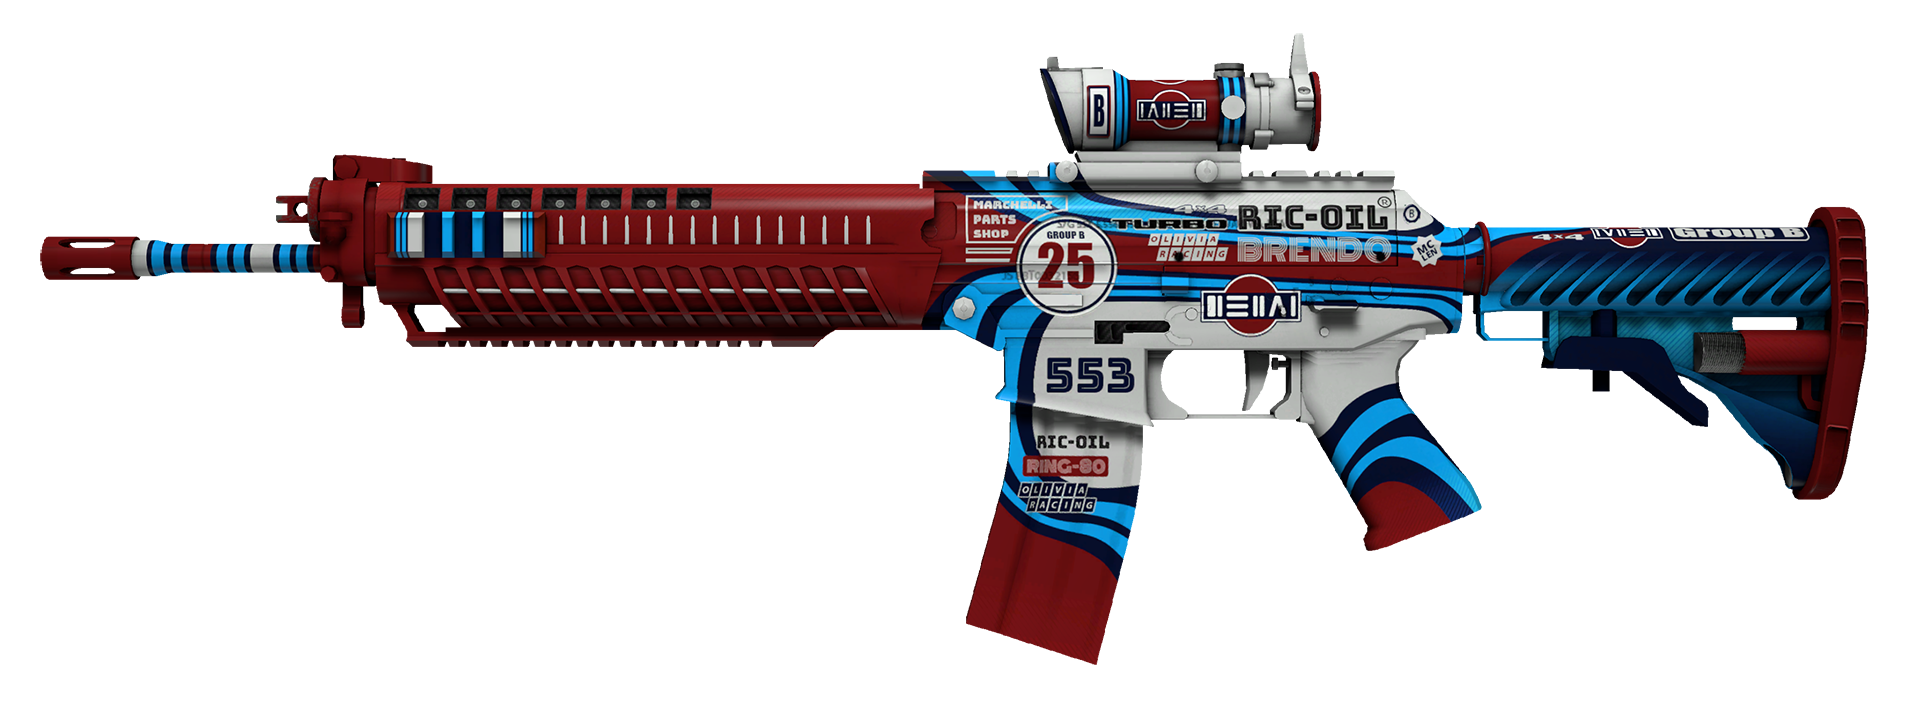 B
MARCHELLI
PARTS
SHOP
GROUP B
25
4x4
TURBO
RIC-OIL
®
B
OLIVIA
RACING
BRENDO
MC
LEN
4x4
Group B
553
RIC-OIL
RING-80
OLIVIA
RACING